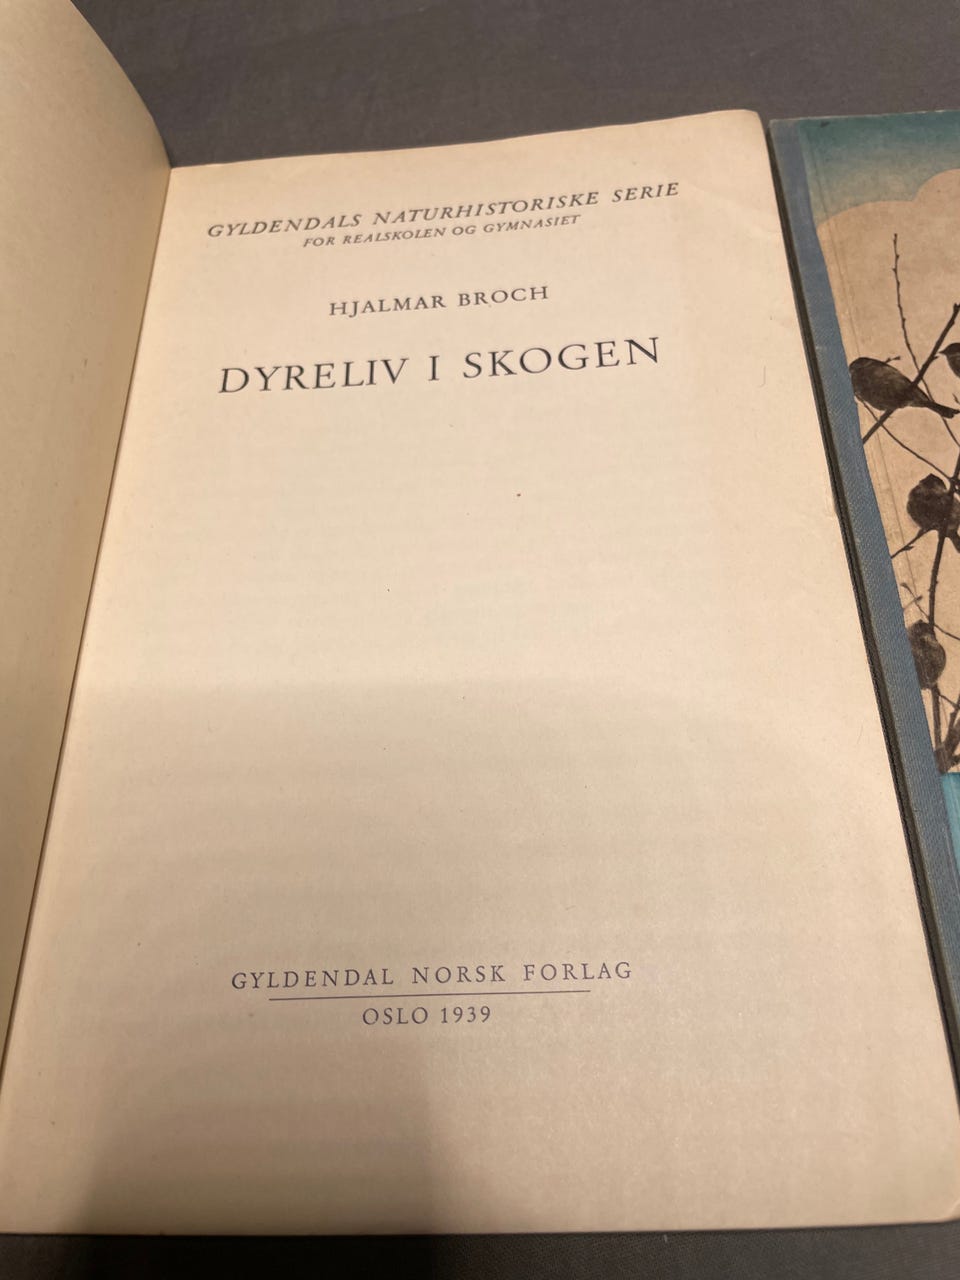 GYLDENDALS NATURHISTORISKE SERIE
FOR REALSKOLEN OG GYMNASIET
HJALMAR BROCH
DYRELIV I SKOGEN
GYLDENDAL NORSK FORLAG
OSLO 1939